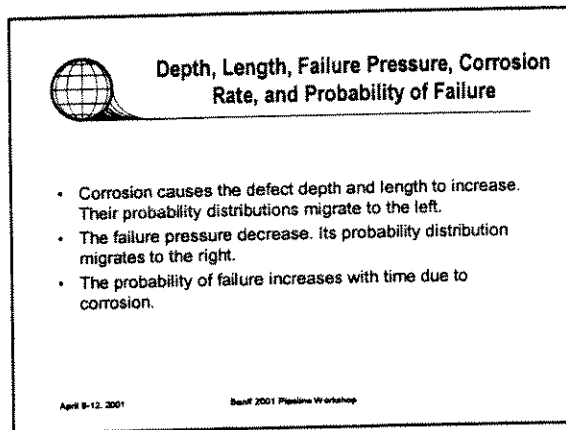 Depth, Length, Failure Pressure, Corrosion
Rate, and Probability of Failure
• Corrosion causes the defect depth and length to increase.
Their probability distributions migrate to the left.
• The failure pressure decrease. Its probability distribution
migrates to the right.
• The probability of failure increases with time due to
corrosion.
April 9-12, 2001
Banff 2001 Pipeline Workshop